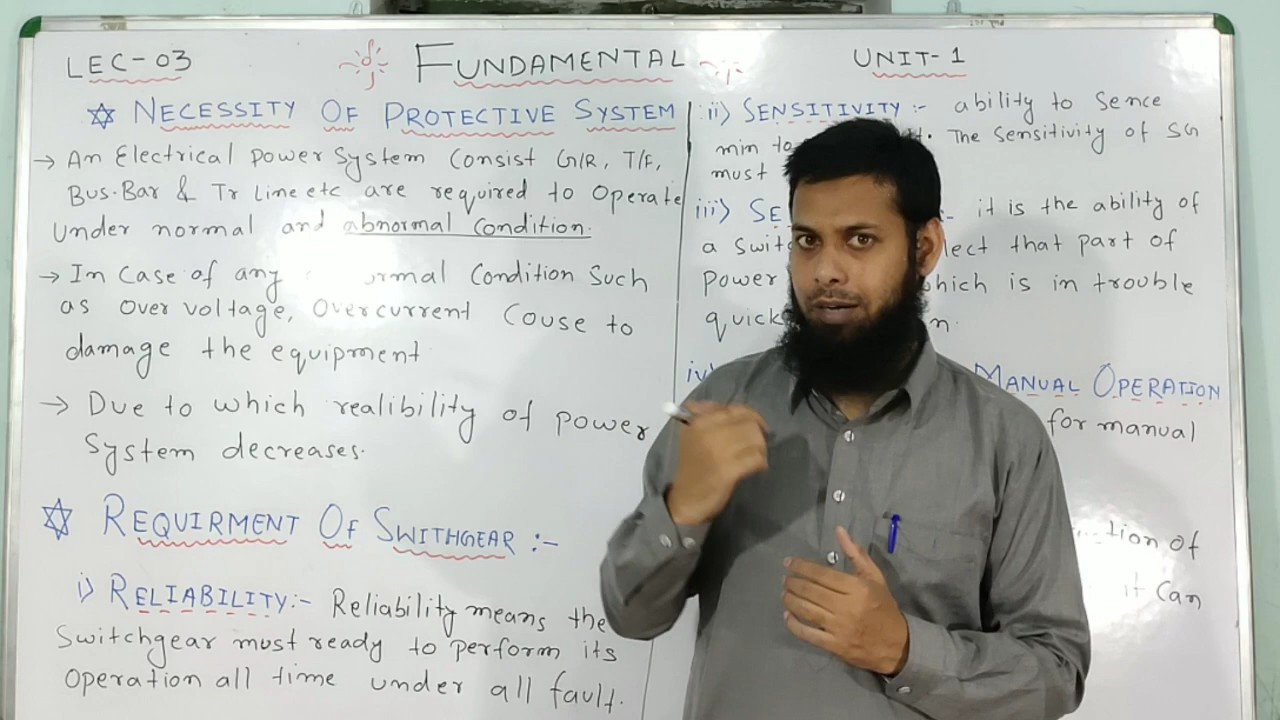 LEC-03
FUNDAMENTAL
UNIT-1
NECESSITY OF PROTECTIVE SYSTEM
→ An Electrical power System Consist G/R, T/F,
Bus-Bar & Tr line etc are required to Operate
Under normal and abnormal Condition.
→ In Case of any Condition Such
as Over voltage, Overcurrent Couse to
damage the equipment
→ Due to which realibility of power
System decreases.
REQUIRMENT OF SWITHGEAR :-
i) RELIABILITY:- Reliability means the
Switchgear must ready to perform its
Operation all time under all fault.
ii) SENSITIVITY :- ability to Sence
min to The Sensitivity of SG
must
iii) it is the ability of
a that part of
Power which is in trouble
iv) MANUAL OPERATION
for manual
of
it Can